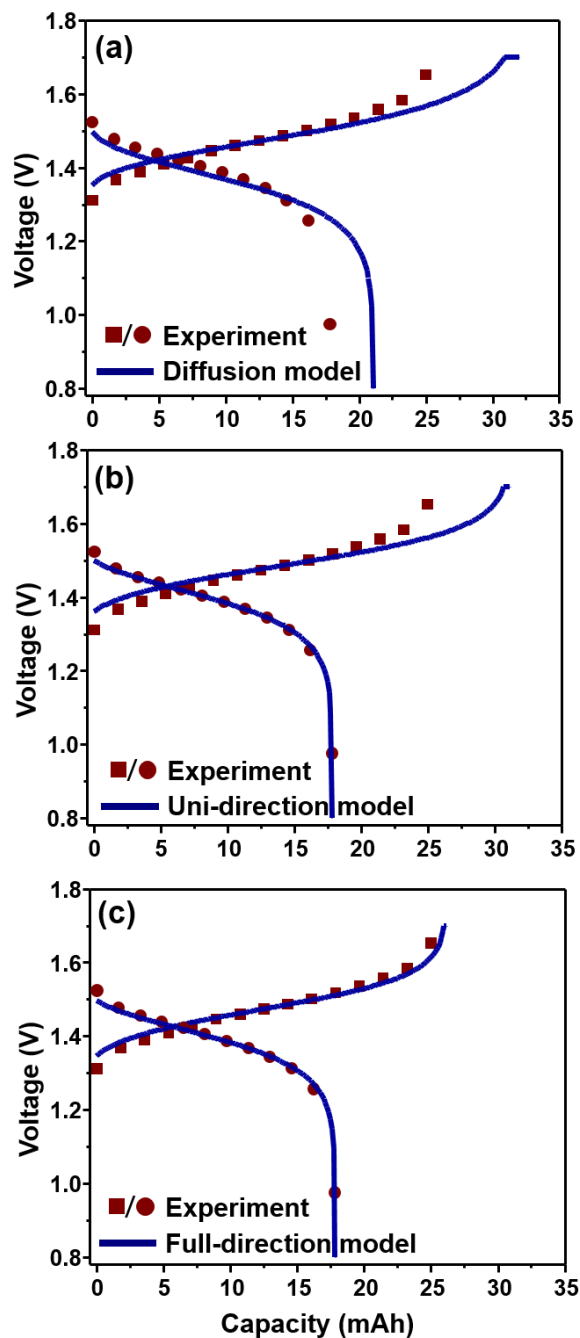 (a)
1.8
1.6
1.4
1.2
1.0
0.8
Voltage (V)
■/● Experiment
Diffusion model
0 5 10 15 20 25 30 35
(b)
1.8
1.6
1.4
1.2
1.0
0.8
Voltage (V)
■/● Experiment
Uni-direction model
0 5 10 15 20 25 30 35
(c)
1.8
1.6
1.4
1.2
1.0
0.8
Voltage (V)
■/● Experiment
Full-direction model
0 5 10 15 20 25 30 35
Capacity (mAh)